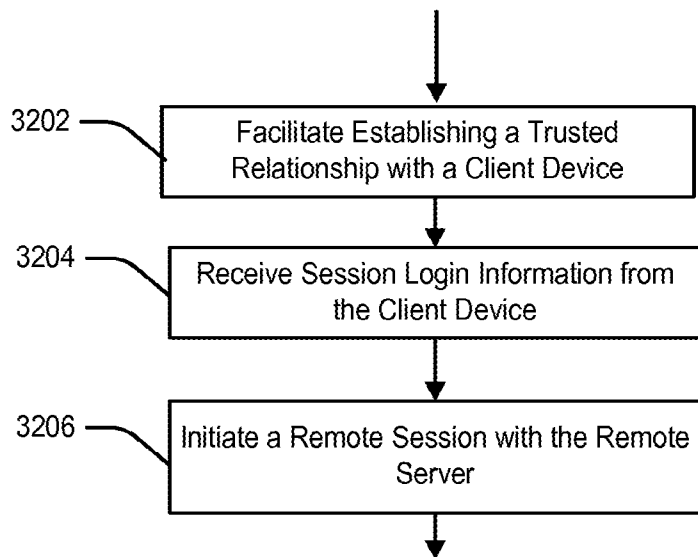 3202
Facilitate Establishing a Trusted
Relationship with a Client Device
3204
Receive Session Login Information from
the Client Device
3206
Initiate a Remote Session with the Remote
Server